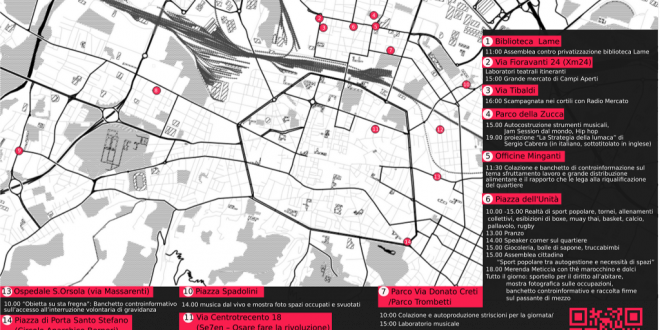 1 Biblioteca Lame
11:00 Assemblea contro privatizzazione biblioteca Lame
2 Via Fioravanti 24 (Xm24)
Laboratori teatrali itineranti
15:00 Grande mercato di Campi Aperti
3 Via Tibaldi
16:00 Scampagnata nei cortili con Radio Mercato
4 Parco della Zucca
15.00 Autocostruzione strumenti musicali,
Jam Session dal mondo, Hip hop
19.00 proiezione "La Strategia della lumaca" di
Sergio Cabrera (in italiano, sottotitolato in inglese)
5 Officine Minganti
11:30 Colazione e banchetto di controinformazione sul
tema sfruttamento lavoro e grande distribuzione
alimentare e il rapporto che le lega alla riqualificazione
del quartiere
6 Piazza dell'Unità
10.00 -15.00 Realtà di sport popolare, tornei, allenamenti
collettivi, esibizioni di boxe, muay thai, basket, calcio,
pallavolo, rugby
13.00 Pranzo
14.00 Speaker corner sul quartiere
15.00 Giocoleria, bolle di sapone, truccabimbi
15.00 Assemblea cittadina
"Sport popolare tra autogestione e necessità di spazi"
18.00 Merenda Meticcia con thè marocchino e dolci
Tutto il giorno: sportello per il diritto all'abitare,
mostra fotografica sulle occupazioni,
banchetto controinformativo e raccolta firme
sul passante di mezzo
13 Ospedale S.Orsola (via Massarenti)
10.00 "Obietta su sta fregna": Banchetto controinformativo
sull'accesso all'interruzione volontaria di gravidanza
14 Piazza di Porta Santo Stefano
10 Piazza Spadolini
14.00 musica dal vivo e mostra foto spazi occupati e svuotati
11 Via Centotrecento 18
(Se7en – Osare fare la rivoluzione)
7 Parco Via Donato Creti
/Parco Trombetti
10:00 Colazione e autoproduzione striscioni per la giornata/
15:00 Laboratorio musicale